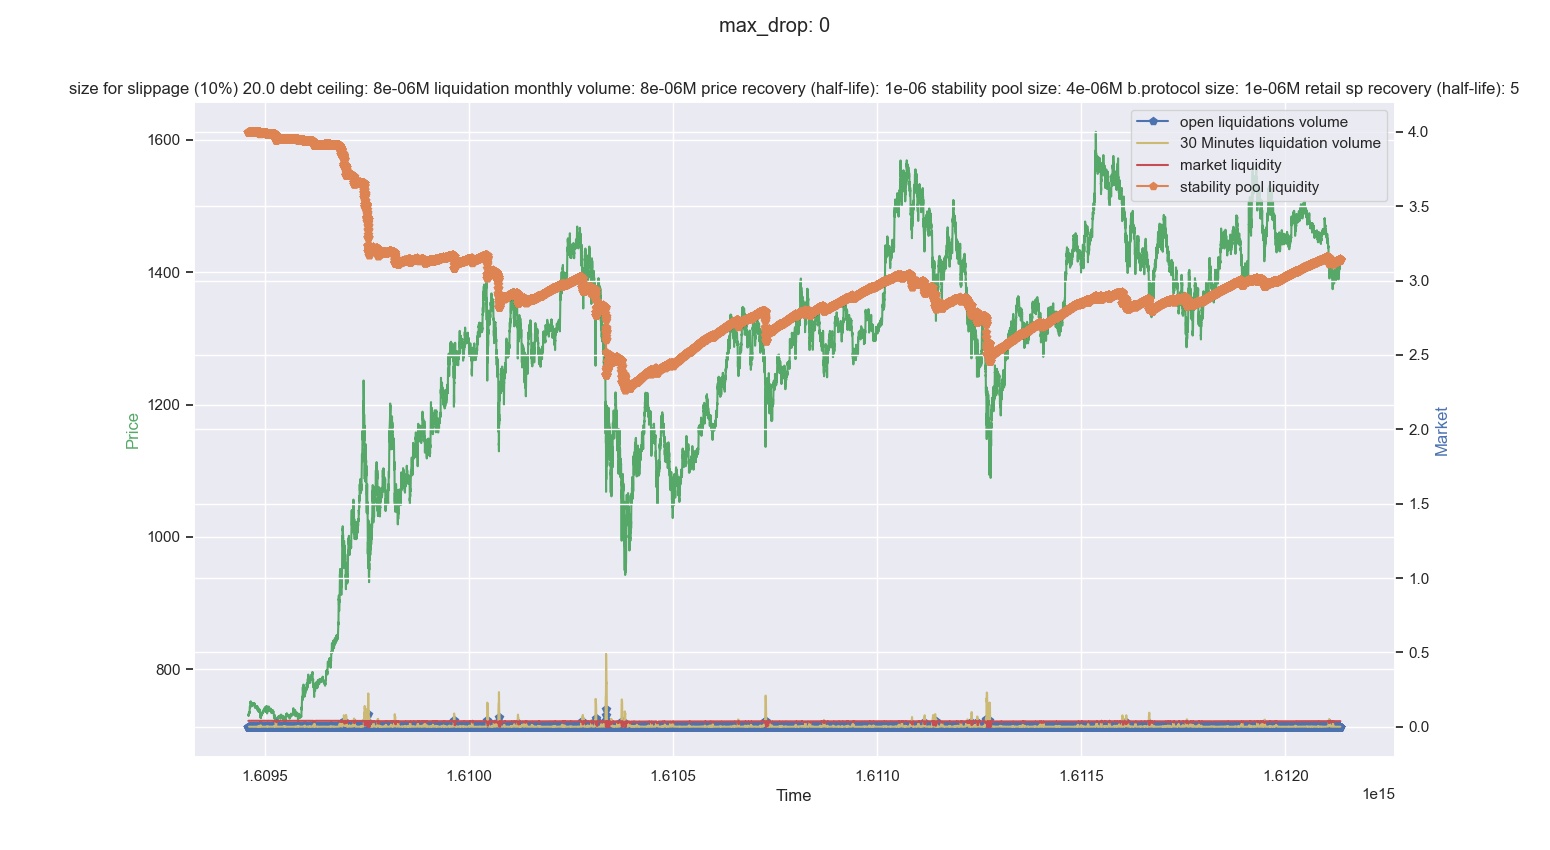 max_drop: 0
size for slippage (10%) 20.0 debt ceiling: 8e-06M liquidation monthly volume: 8e-06M price recovery (half-life): 1e-06 stability pool size: 4e-06M b.protocol size: 1e-06M retail sp recovery (half-life): 5
open liquidations volume
30 Minutes liquidation volume
market liquidity
stability pool liquidity
1600
1400
1200
1000
800
Price
4.0
3.5
3.0
2.5
2.0
1.5
1.0
0.5
0.0
Market
1.6095 1.6100 1.6105 1.6110 1.6115 1.6120
Time
1e15